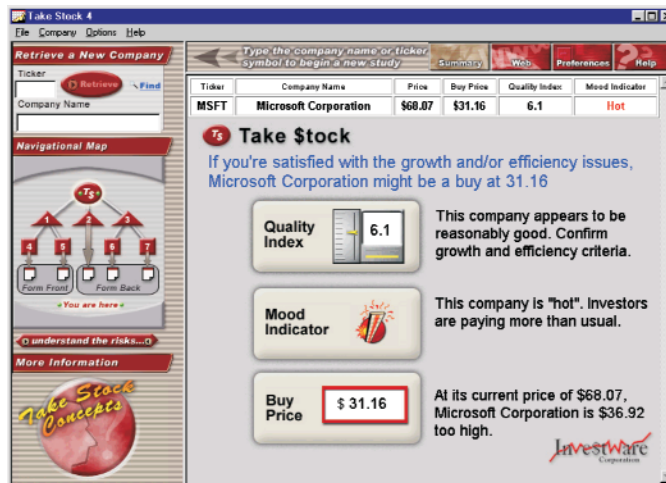 Take Stock 4
File Company Options Help
Retrieve a New Company
Ticker
Retrieve
Find
Company Name
Navigational Map
TS
1 2 3
4 5 6 7
Form Front Form Back
You are here
understand the risks...
More Information
Take Stock
Concepts
Type the company name or ticker
symbol to begin a new study
Summary Web Preferences Help
Ticker Company Name Price Buy Price Quality Index Mood Indicator
MSFT Microsoft Corporation $68.07 $31.16 6.1 Hot
TS Take $tock
If you're satisfied with the growth and/or efficiency issues,
Microsoft Corporation might be a buy at 31.16
Quality
Index
6.1
This company appears to be
reasonably good. Confirm
growth and efficiency criteria.
Mood
Indicator
This company is "hot". Investors
are paying more than usual.
Buy
Price
$ 31.16
At its current price of $68.07,
Microsoft Corporation is $36.92
too high.
InvestWare
Corporation